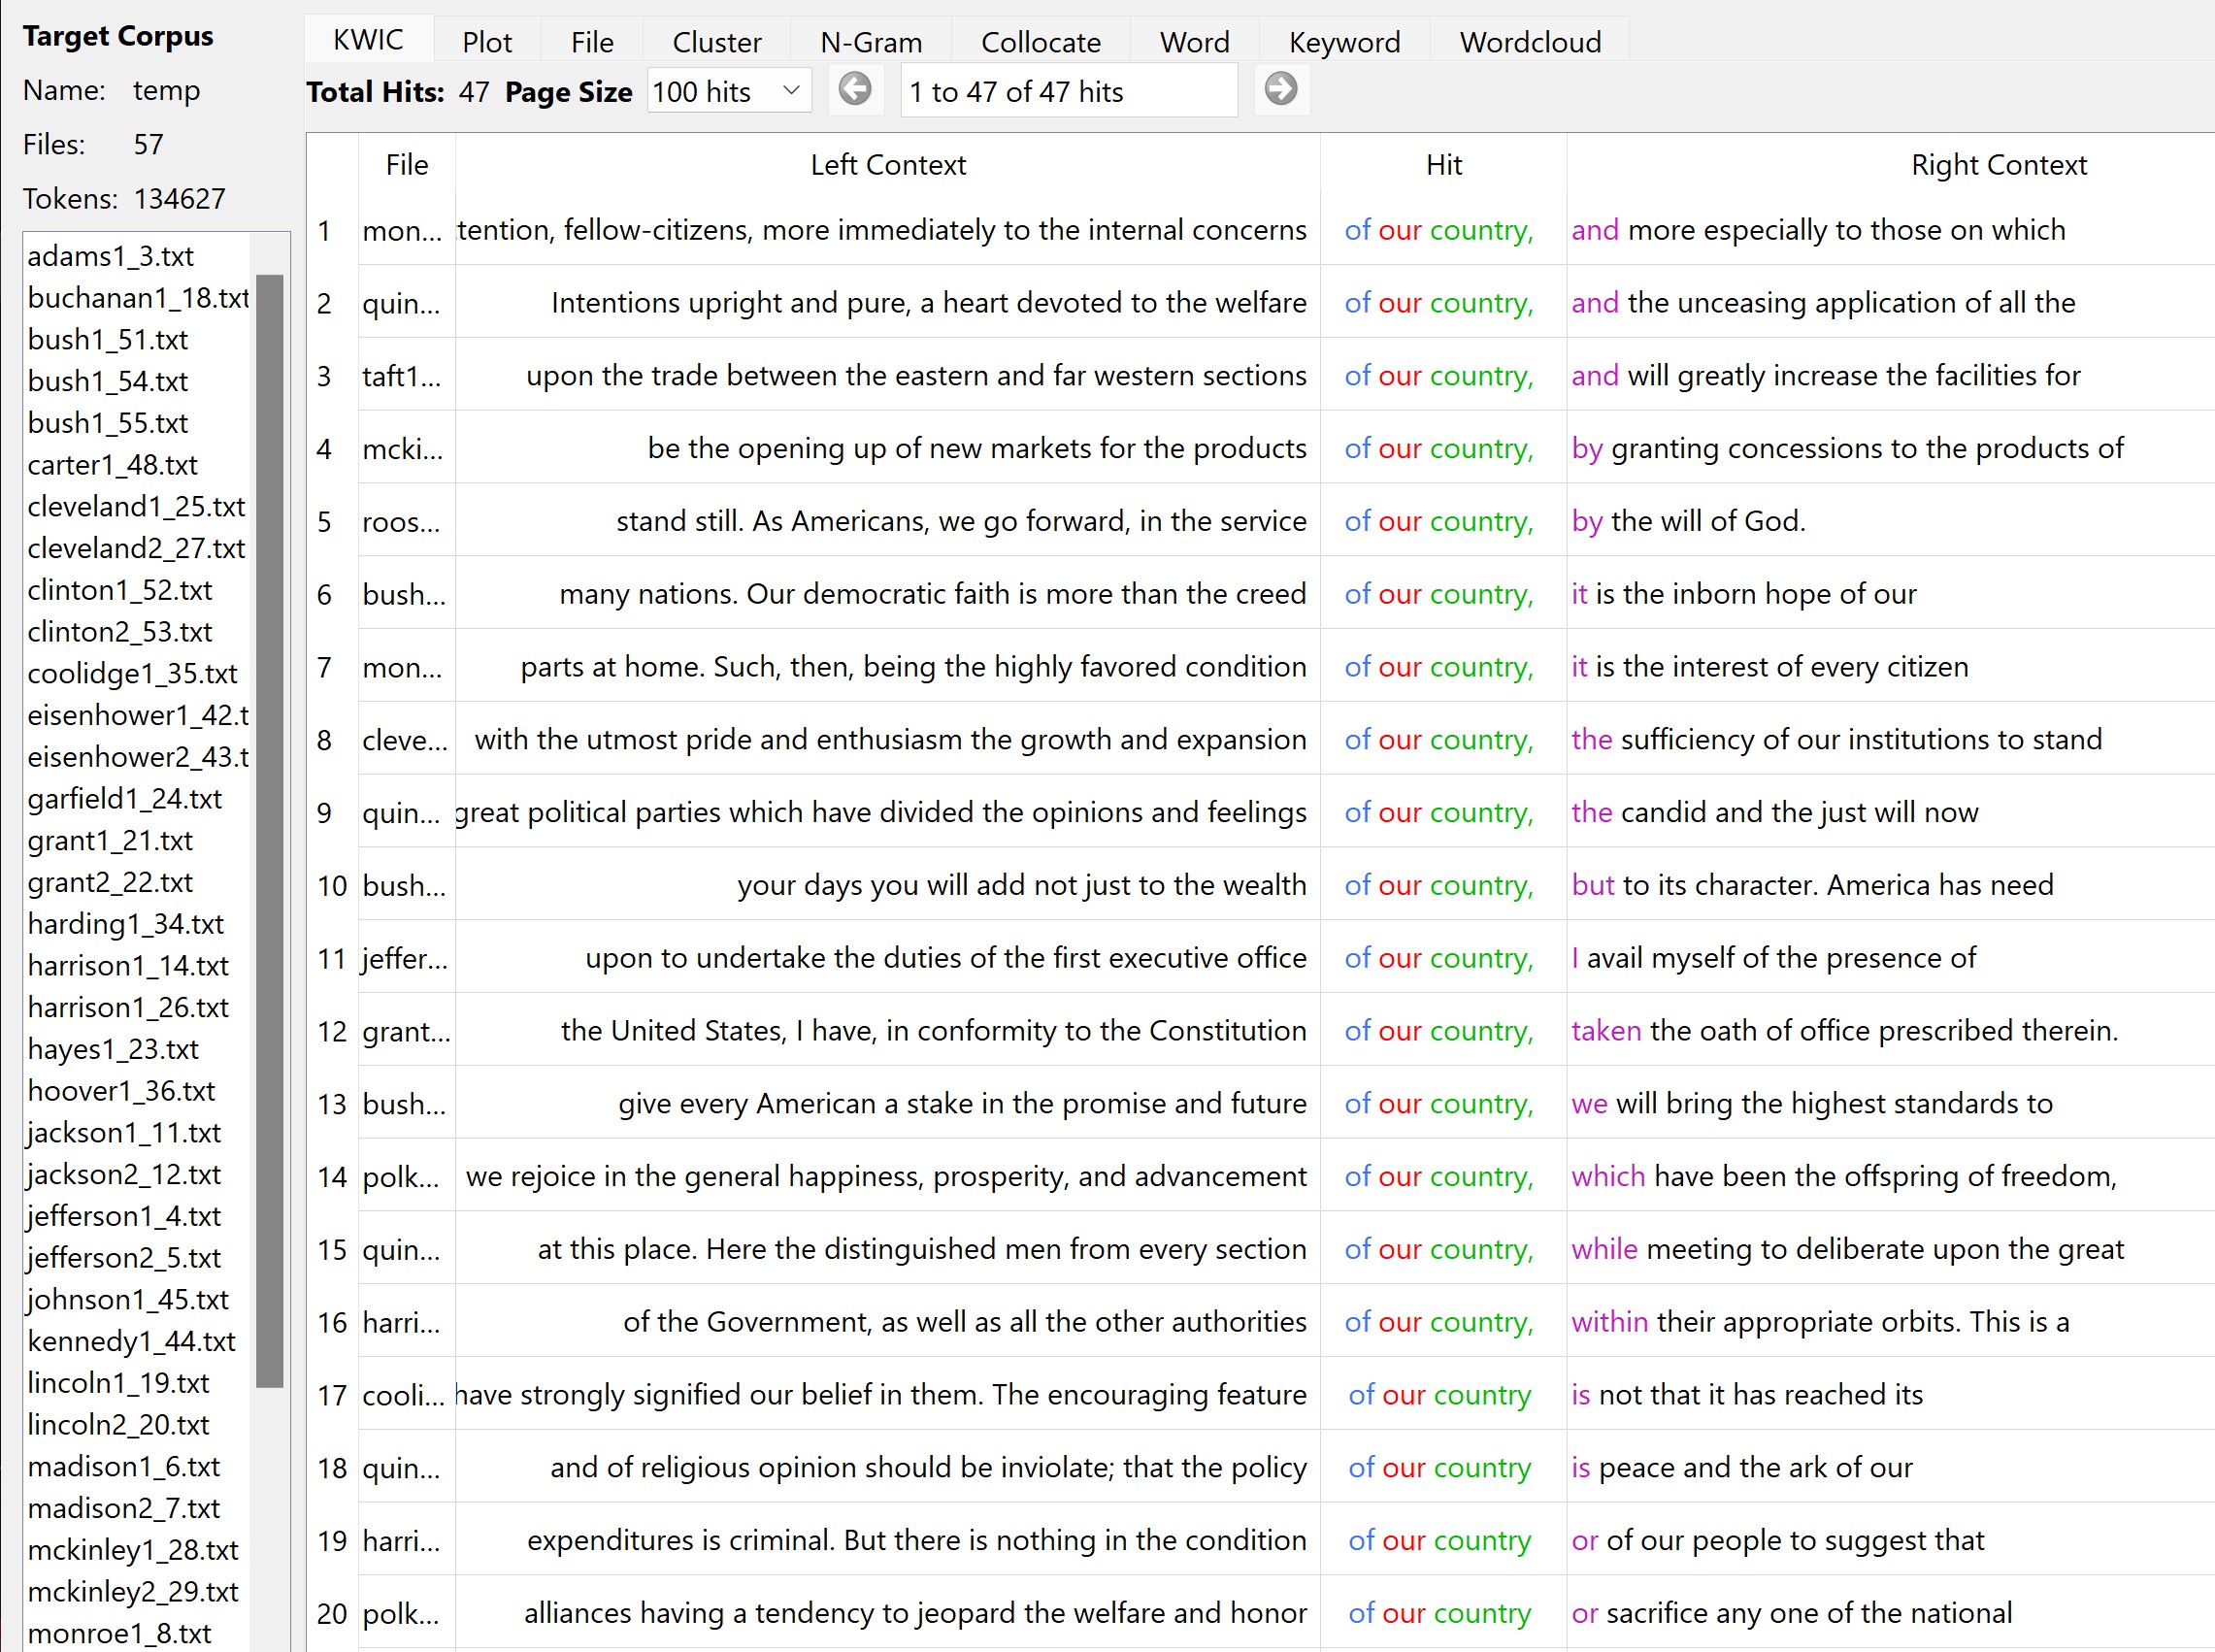 Target Corpus
Name: temp
Files: 57
Tokens: 134627
adams1_3.txt
buchanan1_18.txt
bush1_51.txt
bush1_54.txt
bush1_55.txt
carter1_48.txt
cleveland1_25.txt
cleveland2_27.txt
clinton1_52.txt
clinton2_53.txt
coolidge1_35.txt
eisenhower1_42.t
eisenhower2_43.t
garfield1_24.txt
grant1_21.txt
grant2_22.txt
harding1_34.txt
harrison1_14.txt
harrison1_26.txt
hayes1_23.txt
hoover1_36.txt
jackson1_11.txt
jackson2_12.txt
jefferson1_4.txt
jefferson2_5.txt
johnson1_45.txt
kennedy1_44.txt
lincoln1_19.txt
lincoln2_20.txt
madison1_6.txt
madison2_7.txt
mckinley1_28.txt
mckinley2_29.txt
monroe1_8.txt
KWIC Plot File Cluster N-Gram Collocate Word Keyword Wordcloud
Total Hits: 47 Page Size 100 hits 1 to 47 of 47 hits
File Left Context Hit Right Context
1 mon... tention, fellow-citizens, more immediately to the internal concerns of our country, and more especially to those on which
2 quin... Intentions upright and pure, a heart devoted to the welfare of our country, and the unceasing application of all the
3 taft1... upon the trade between the eastern and far western sections of our country, and will greatly increase the facilities for
4 mcki... be the opening up of new markets for the products of our country, by granting concessions to the products of
5 roos... stand still. As Americans, we go forward, in the service of our country, by the will of God.
6 bush... many nations. Our democratic faith is more than the creed of our country, it is the inborn hope of our
7 mon... parts at home. Such, then, being the highly favored condition of our country, it is the interest of every citizen
8 cleve... with the utmost pride and enthusiasm the growth and expansion of our country, the sufficiency of our institutions to stand
9 quin... great political parties which have divided the opinions and feelings of our country, the candid and the just will now
10 bush... your days you will add not just to the wealth of our country, but to its character. America has need
11 jeffer... upon to undertake the duties of the first executive office of our country, I avail myself of the presence of
12 grant... the United States, I have, in conformity to the Constitution of our country, taken the oath of office prescribed therein.
13 bush... give every American a stake in the promise and future of our country, we will bring the highest standards to
14 polk... we rejoice in the general happiness, prosperity, and advancement of our country, which have been the offspring of freedom,
15 quin... at this place. Here the distinguished men from every section of our country, while meeting to deliberate upon the great
16 harri... of the Government, as well as all the other authorities of our country, within their appropriate orbits. This is a
17 cooli... have strongly signified our belief in them. The encouraging feature of our country is not that it has reached its
18 quin... and of religious opinion should be inviolate; that the policy of our country is peace and the ark of our
19 harri... expenditures is criminal. But there is nothing in the condition of our country or of our people to suggest that
20 polk... alliances having a tendency to jeopard the welfare and honor of our country or sacrifice any one of the national